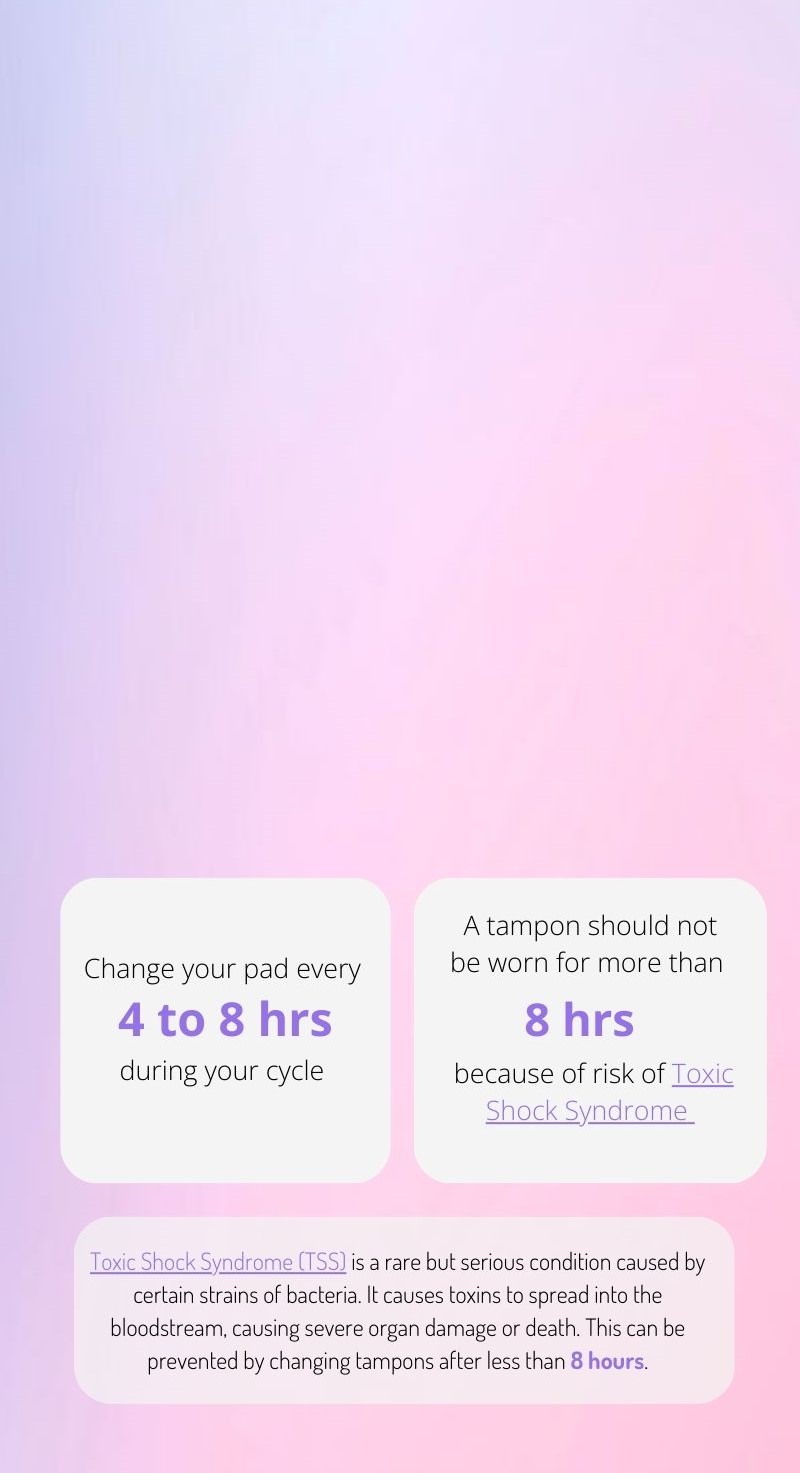 Change your pad every
4 to 8 hrs
during your cycle
A tampon should not
be worn for more than
8 hrs
because of risk of Toxic
Shock Syndrome
Toxic Shock Syndrome (TSS) is a rare but serious condition caused by
certain strains of bacteria. It causes toxins to spread into the
bloodstream, causing severe organ damage or death. This can be
prevented by changing tampons after less than 8 hours.